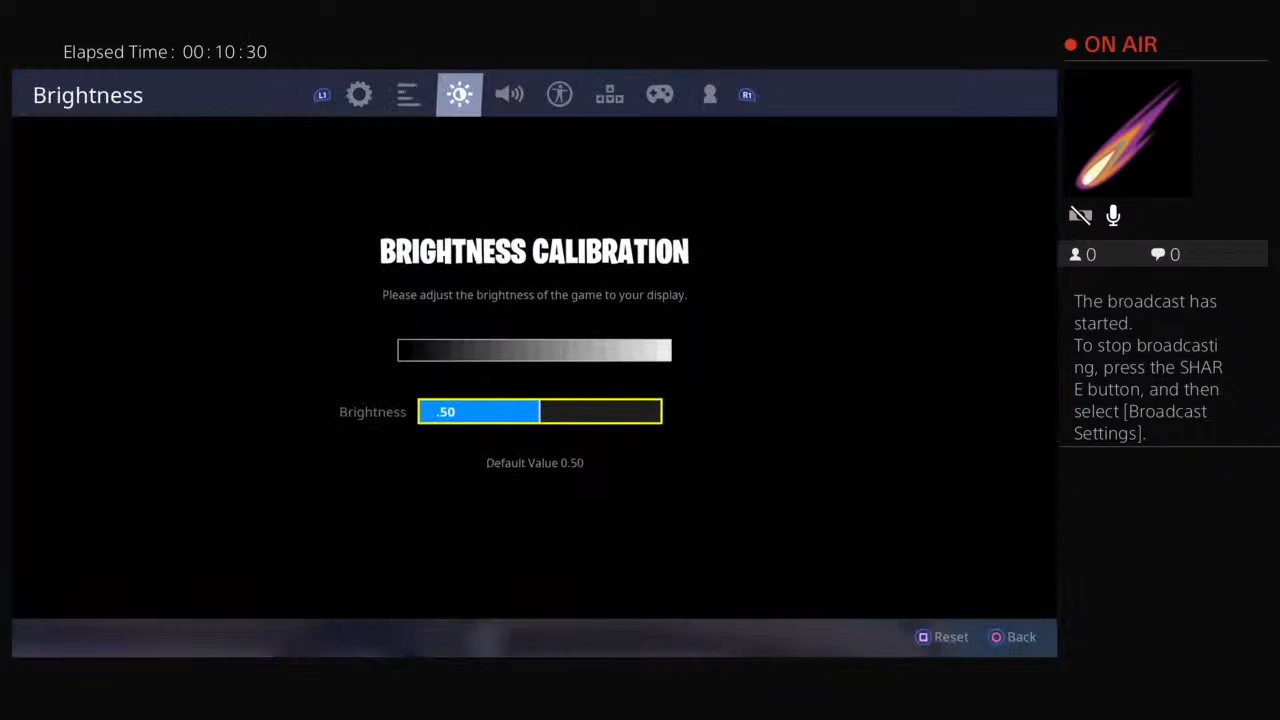 Elapsed Time: 00:10:30
ON AIR
Brightness
L1
R1
BRIGHTNESS CALIBRATION
Please adjust the brightness of the game to your display.
Brightness .50
Default Value 0.50
0 0
The broadcast has
started.
To stop broadcasti
ng, press the SHAR
E button, and then
select [Broadcast
Settings].
Reset Back